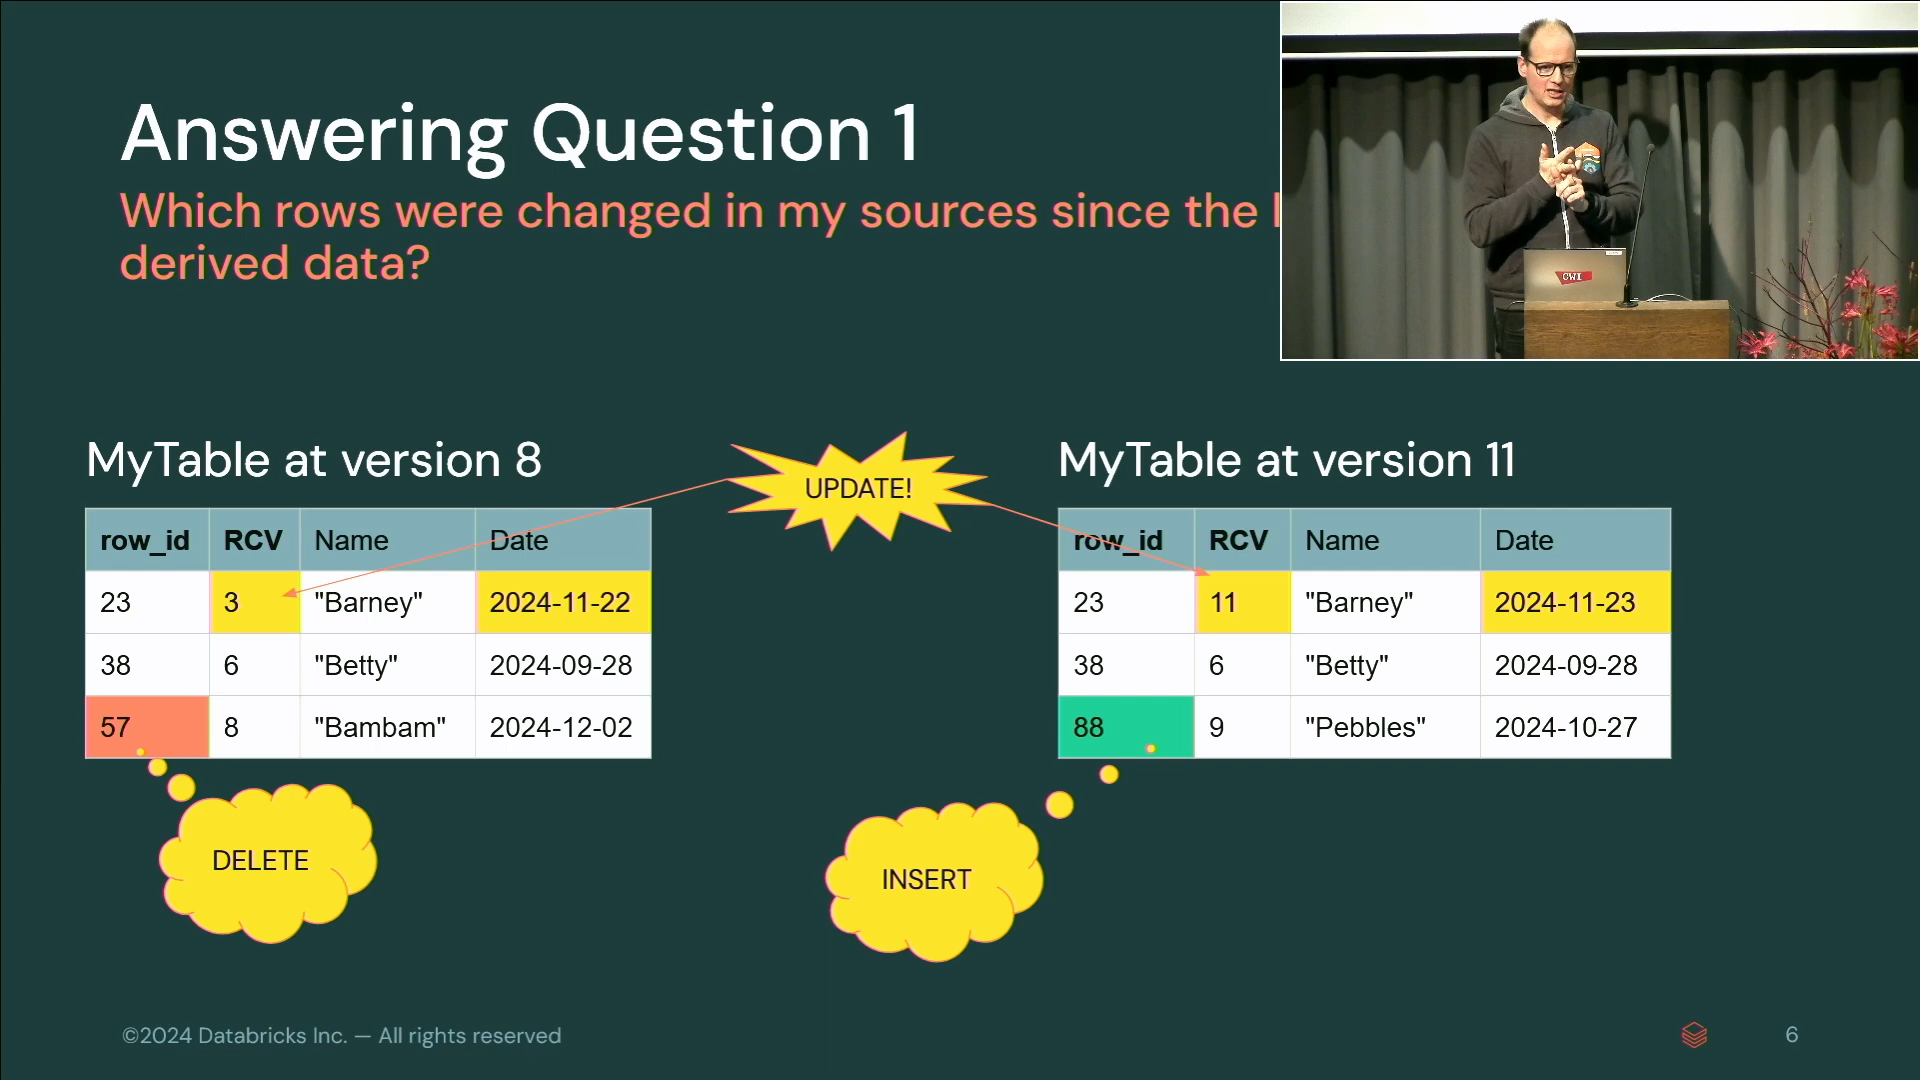 Answering Question 1
Which rows were changed in my sources since the
derived data?
CWI
MyTable at version 8
UPDATE!
MyTable at version 11
row_id RCV Name Date
23 3 "Barney" 2024-11-22
38 6 "Betty" 2024-09-28
57 8 "Bambam" 2024-12-02
row_id RCV Name Date
23 11 "Barney" 2024-11-23
38 6 "Betty" 2024-09-28
88 9 "Pebbles" 2024-10-27
DELETE
INSERT
©2024 Databricks Inc. — All rights reserved
6